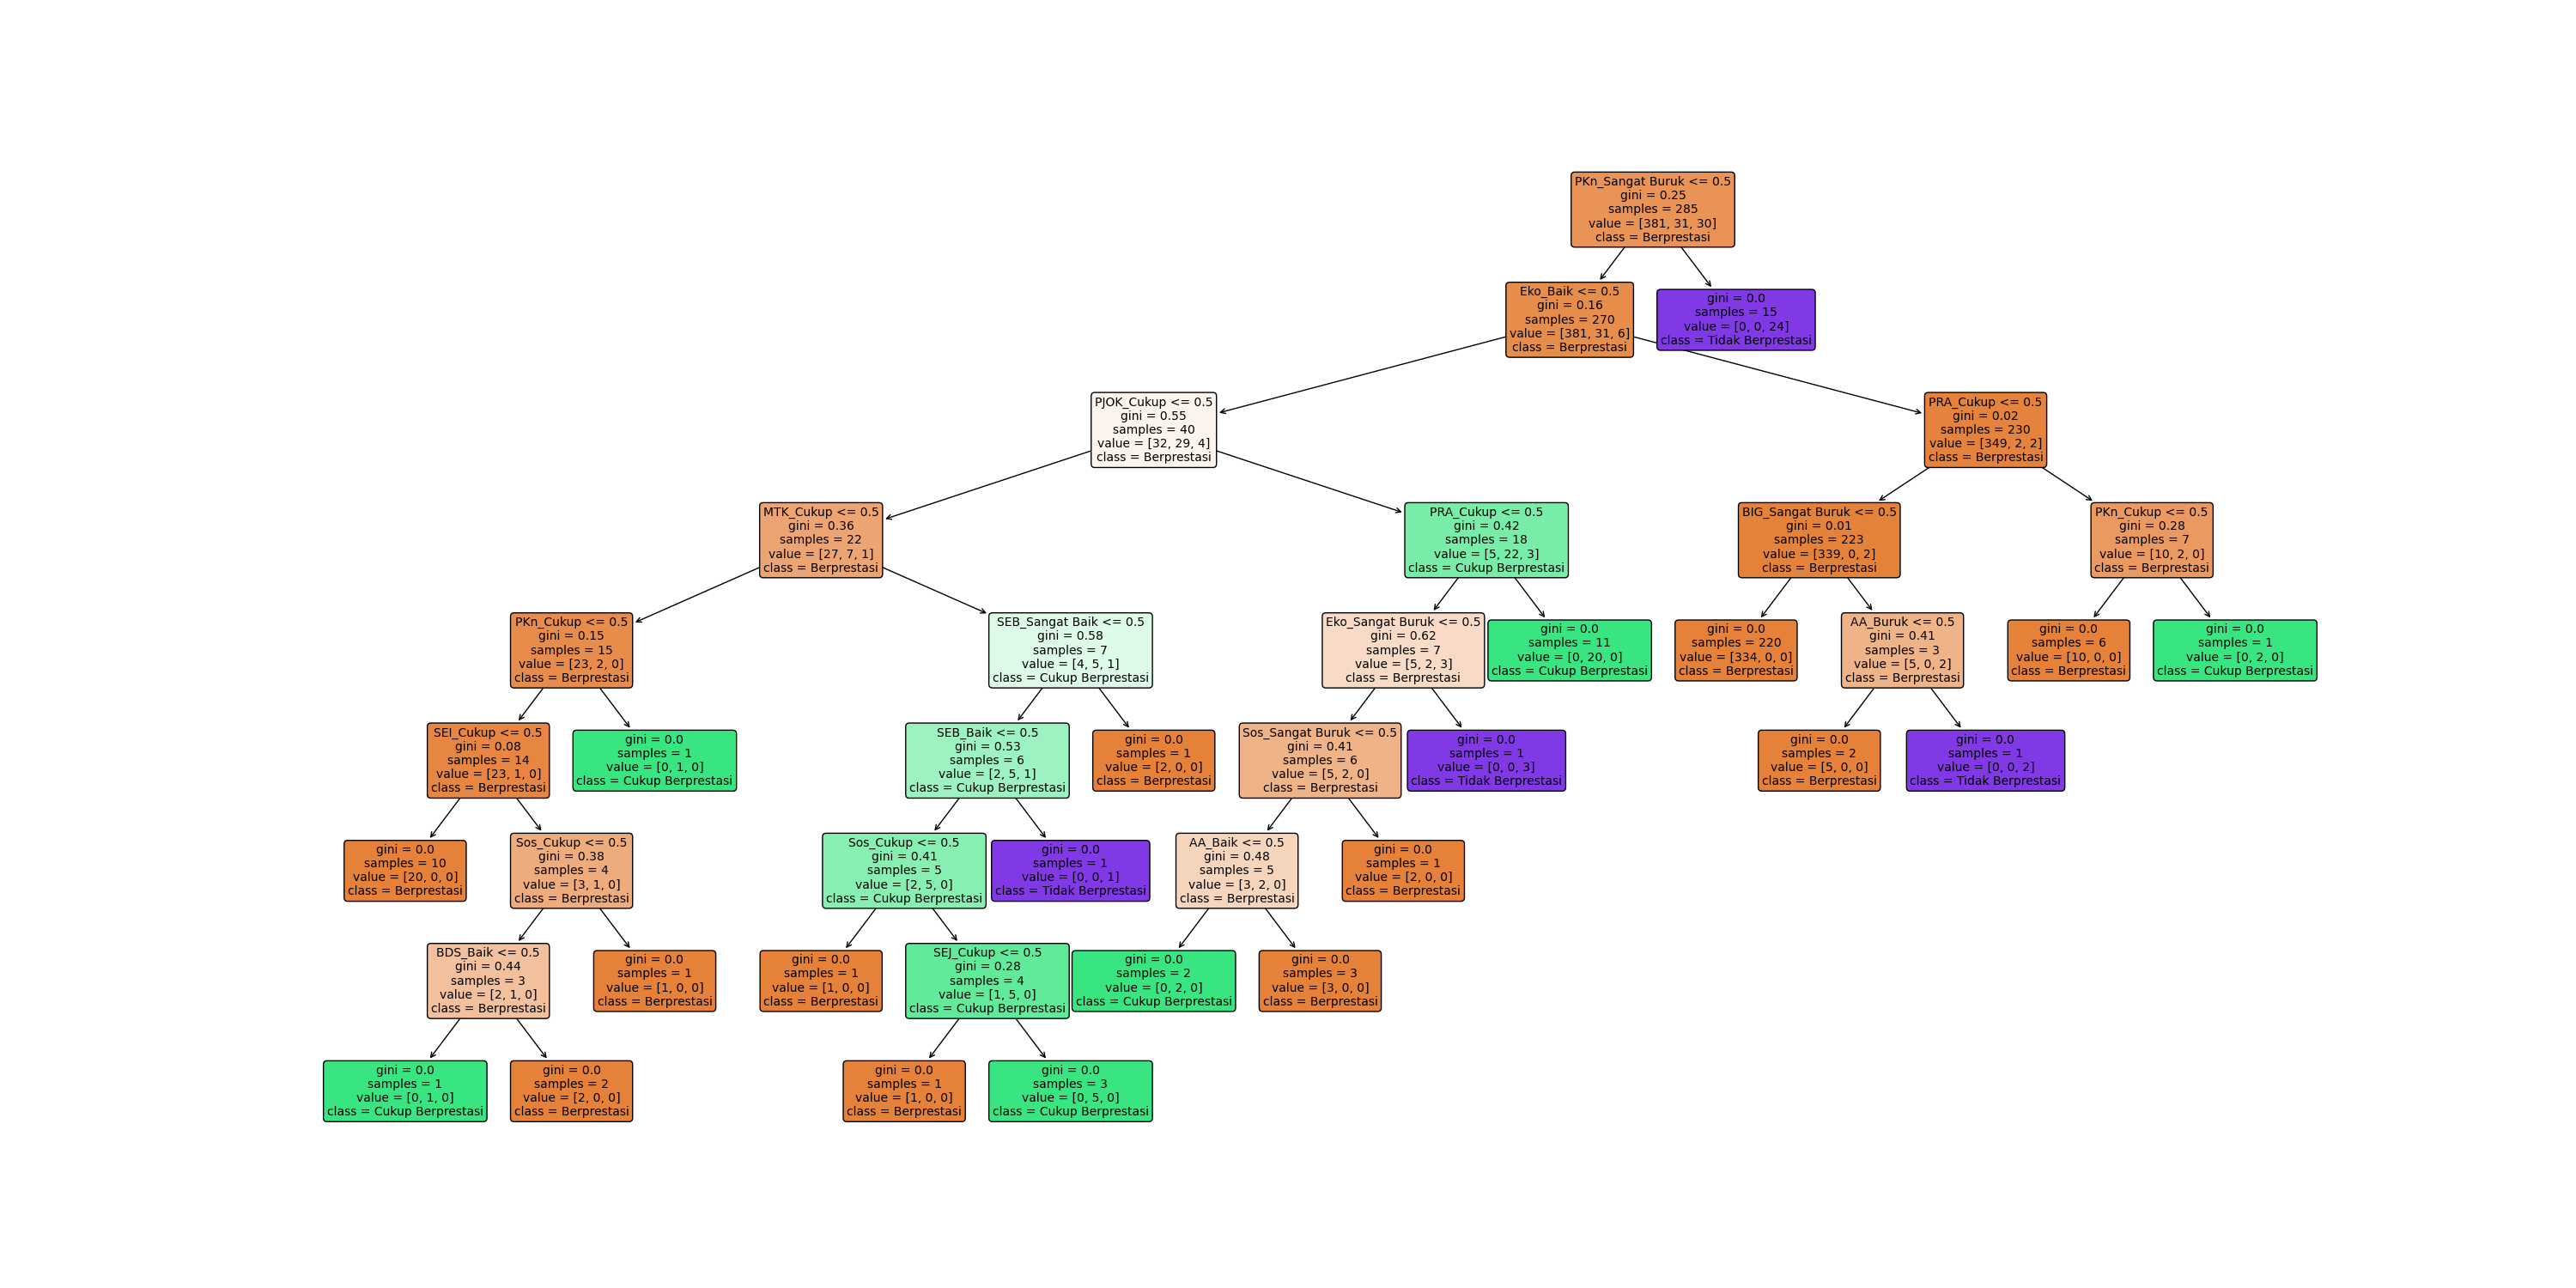 PKn_Sangat Buruk <= 0.5
gini = 0.25
samples = 285
value = [381, 31, 30]
class = Berprestasi
Eko_Baik <= 0.5
gini = 0.16
samples = 270
value = [381, 31, 6]
class = Berprestasi
gini = 0.0
samples = 15
value = [0, 0, 24]
class = Tidak Berprestasi
PJOK_Cukup <= 0.5
gini = 0.55
samples = 40
value = [32, 29, 4]
class = Berprestasi
PRA_Cukup <= 0.5
gini = 0.02
samples = 230
value = [349, 2, 2]
class = Berprestasi
MTK_Cukup <= 0.5
gini = 0.36
samples = 22
value = [27, 7, 1]
class = Berprestasi
PRA_Cukup <= 0.5
gini = 0.42
samples = 18
value = [5, 22, 3]
class = Cukup Berprestasi
BIG_Sangat Buruk <= 0.5
gini = 0.01
samples = 223
value = [339, 0, 2]
class = Berprestasi
PKn_Cukup <= 0.5
gini = 0.28
samples = 7
value = [10, 2, 0]
class = Berprestasi
PKn_Cukup <= 0.5
gini = 0.15
samples = 15
value = [23, 2, 0]
class = Berprestasi
SEB_Sangat Baik <= 0.5
gini = 0.58
samples = 7
value = [4, 5, 1]
class = Cukup Berprestasi
Eko_Sangat Buruk <= 0.5
gini = 0.62
samples = 7
value = [5, 2, 3]
class = Berprestasi
gini = 0.0
samples = 11
value = [0, 20, 0]
class = Cukup Berprestasi
gini = 0.0
samples = 220
value = [334, 0, 0]
class = Berprestasi
AA_Buruk <= 0.5
gini = 0.41
samples = 3
value = [5, 0, 2]
class = Berprestasi
gini = 0.0
samples = 6
value = [10, 0, 0]
class = Berprestasi
gini = 0.0
samples = 1
value = [0, 2, 0]
class = Cukup Berprestasi
SEI_Cukup <= 0.5
gini = 0.08
samples = 14
value = [23, 1, 0]
class = Berprestasi
gini = 0.0
samples = 1
value = [0, 1, 0]
class = Cukup Berprestasi
SEB_Baik <= 0.5
gini = 0.53
samples = 6
value = [2, 5, 1]
class = Cukup Berprestasi
gini = 0.0
samples = 1
value = [2, 0, 0]
class = Berprestasi
Sos_Sangat Buruk <= 0.5
gini = 0.41
samples = 6
value = [5, 2, 0]
class = Berprestasi
gini = 0.0
samples = 1
value = [0, 0, 3]
class = Tidak Berprestasi
gini = 0.0
samples = 2
value = [5, 0, 0]
class = Berprestasi
gini = 0.0
samples = 1
value = [0, 0, 2]
class = Tidak Berprestasi
gini = 0.0
samples = 10
value = [20, 0, 0]
class = Berprestasi
Sos_Cukup <= 0.5
gini = 0.38
samples = 4
value = [3, 1, 0]
class = Berprestasi
Sos_Cukup <= 0.5
gini = 0.41
samples = 5
value = [2, 5, 0]
class = Cukup Berprestasi
gini = 0.0
samples = 1
value = [0, 0, 1]
class = Tidak Berprestasi
AA_Baik <= 0.5
gini = 0.48
samples = 5
value = [3, 2, 0]
class = Berprestasi
gini = 0.0
samples = 1
value = [2, 0, 0]
class = Berprestasi
BDS_Baik <= 0.5
gini = 0.44
samples = 3
value = [2, 1, 0]
class = Berprestasi
gini = 0.0
samples = 1
value = [1, 0, 0]
class = Berprestasi
gini = 0.0
samples = 1
value = [1, 0, 0]
class = Berprestasi
SEJ_Cukup <= 0.5
gini = 0.28
samples = 4
value = [1, 5, 0]
class = Cukup Berprestasi
gini = 0.0
samples = 2
value = [0, 2, 0]
class = Cukup Berprestasi
gini = 0.0
samples = 3
value = [3, 0, 0]
class = Berprestasi
gini = 0.0
samples = 1
value = [0, 1, 0]
class = Cukup Berprestasi
gini = 0.0
samples = 2
value = [2, 0, 0]
class = Berprestasi
gini = 0.0
samples = 1
value = [1, 0, 0]
class = Berprestasi
gini = 0.0
samples = 3
value = [0, 5, 0]
class = Cukup Berprestasi